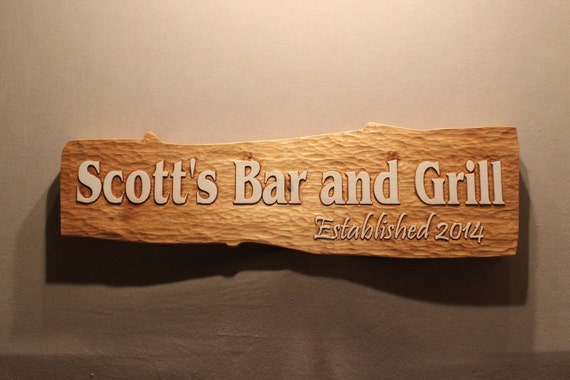 Scott's Bar and Grill
Established 2014